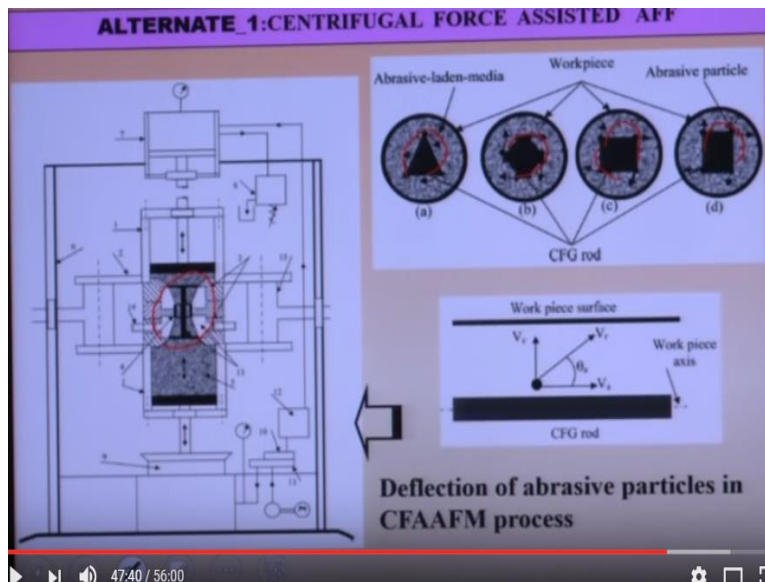 ALTERNATE_1:CENTRIFUGAL FORCE ASSISTED AFF
Workpiece
Abrasive-laden-media
Abrasive particle
(a)
(b)
(c)
(d)
CFG rod
Work piece surface
Work piece
axis
CFG rod
Deflection of abrasive particles in
CFAAFM process
47:40 / 56:00